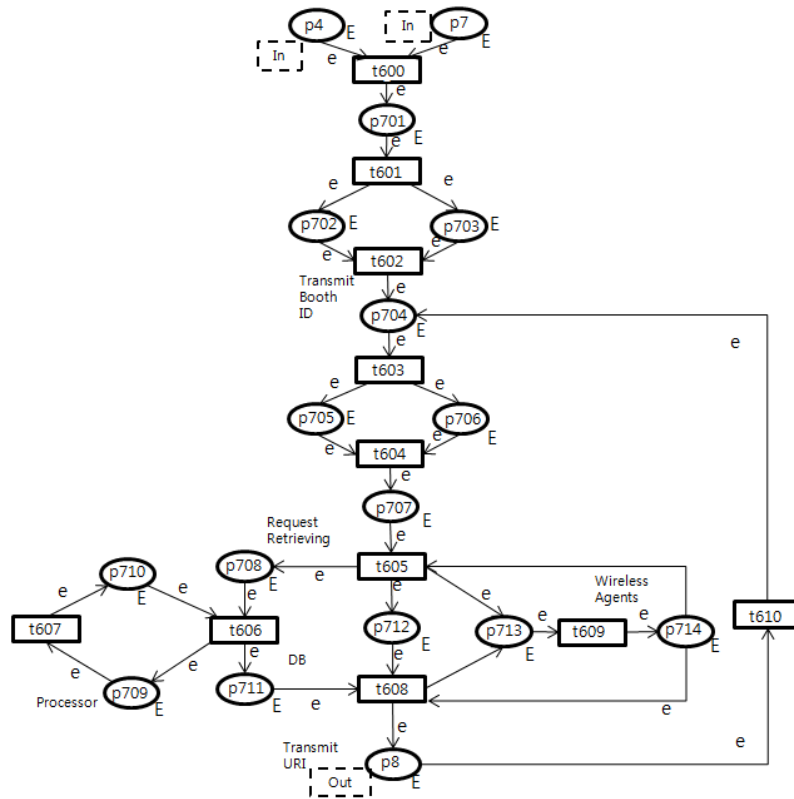 p4
E
In
p7
E
In
e
e
t600
e
p701
E
e
t601
e
e
p702
E
p703
E
e
e
t602
Transmit
Booth
ID
e
p704
E
e
e
t603
e
e
p705
E
p706
E
e
e
t604
e
p707
E
Request
Retrieving
e
p710
E
e
e
p708
E
e
t605
e
e
Wireless
Agents
t607
e
t606
e
p712
E
p713
E
e
t609
e
p714
E
t610
e
e
DB
e
Processor
p709
E
p711
E
e
t608
e
e
e
Transmit
URI
p8
E
Out